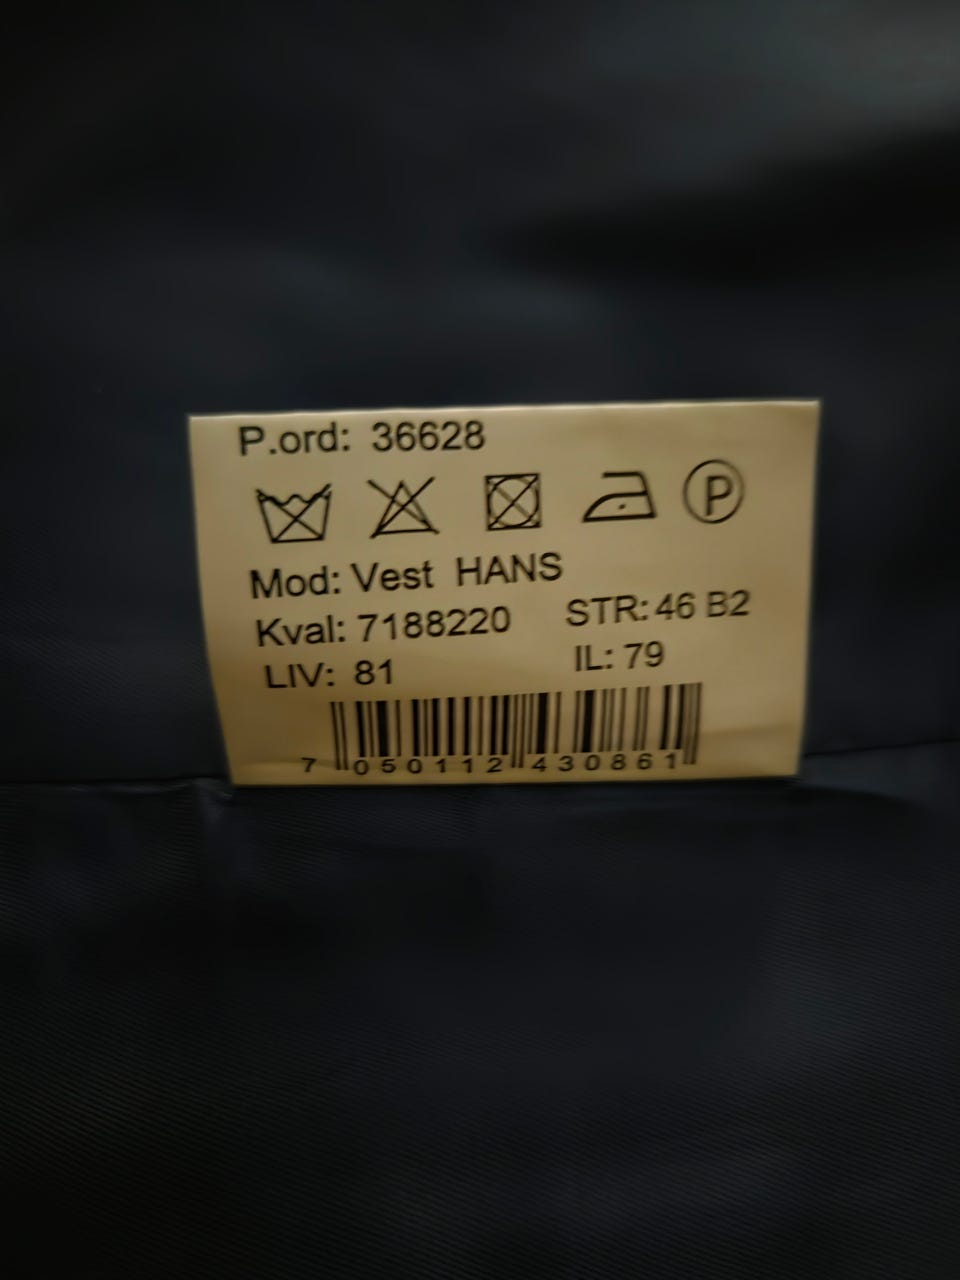 P.ord: 36628
P
Mod: Vest HANS
Kval: 7188220 STR: 46 B2
LIV: 81 IL: 79
7 050112 430861